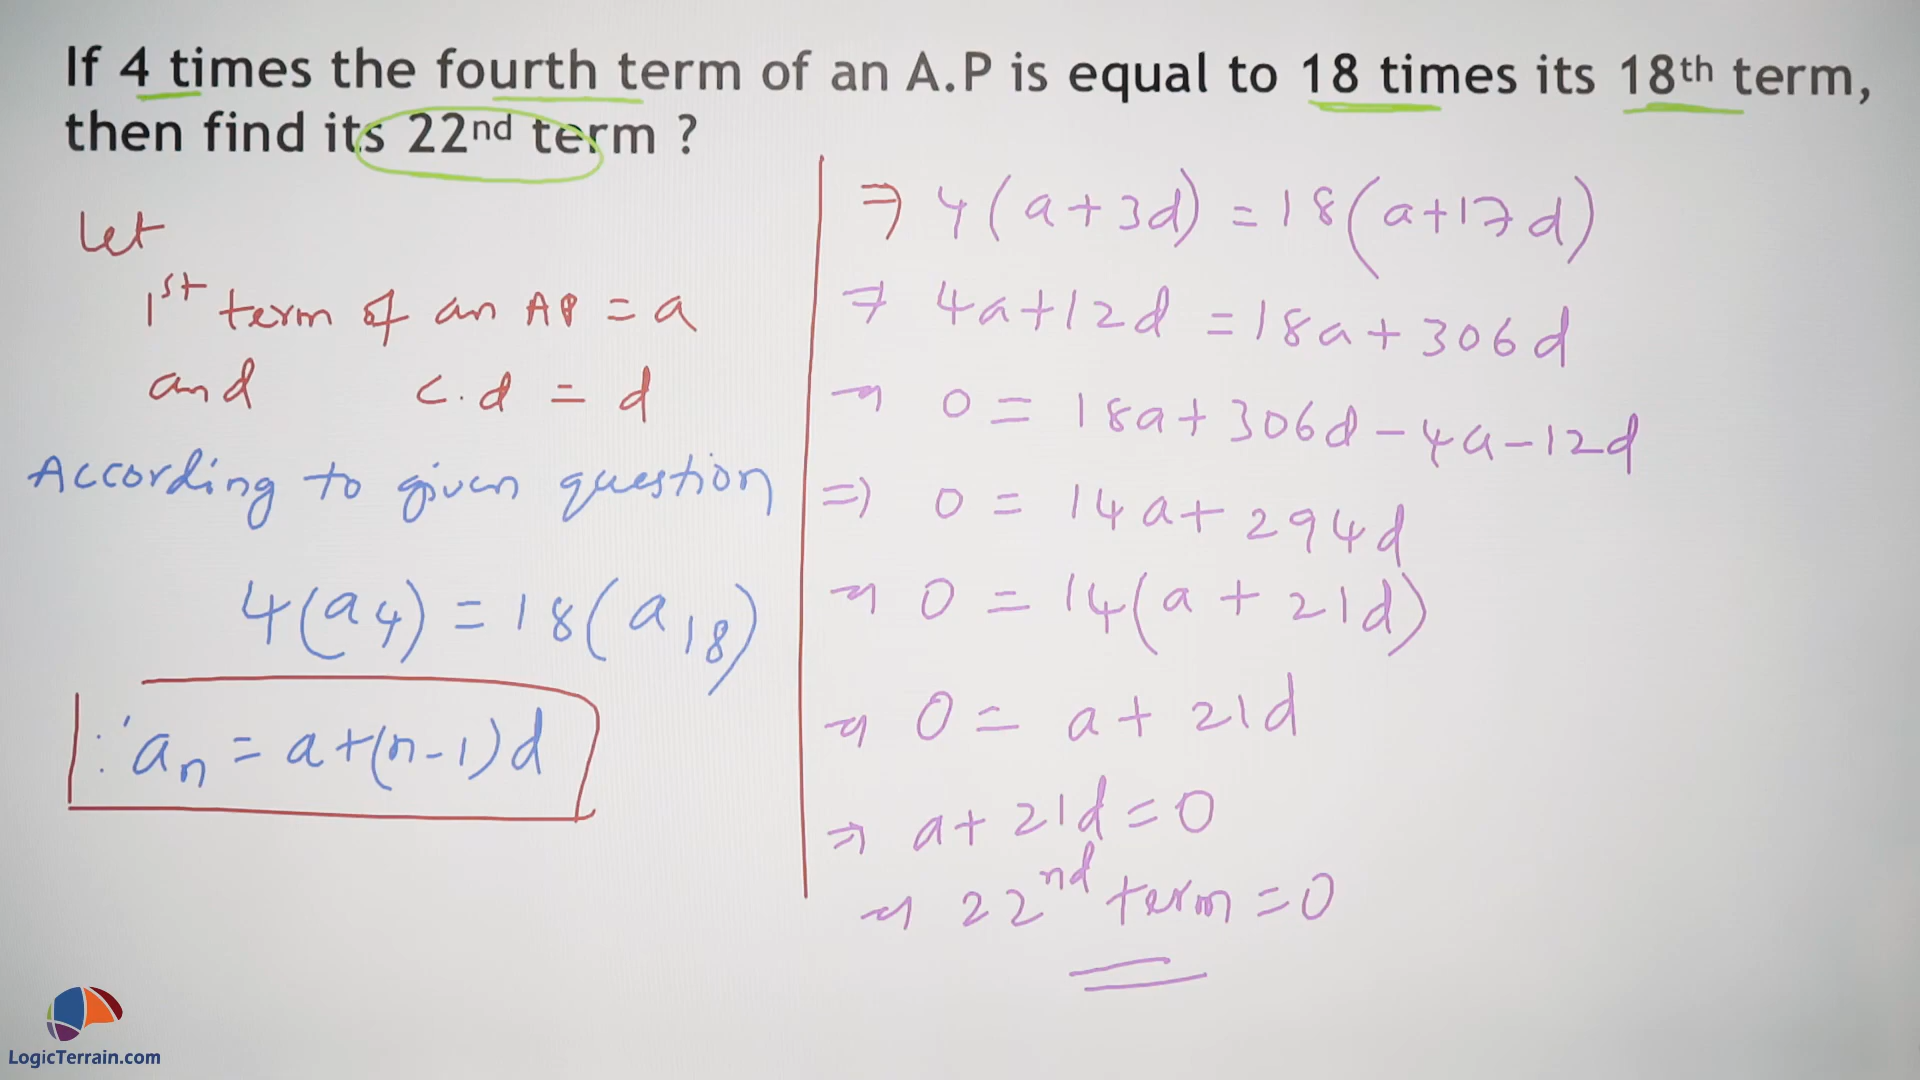 If 4 times the fourth term of an A.P is equal to 18 times its 18th term,
then find its 22nd term ?
Let
1st term of an AP = a
and c.d = d
According to given question
4(a4) = 18(a18)
∵ an = a+(n-1)d
⇒ 4(a+3d) = 18(a+17d)
⇒ 4a+12d = 18a+306d
⇒ 0 = 18a+306d-4a-12d
⇒ 0 = 14a+294d
⇒ 0 = 14(a+21d)
⇒ 0 = a+21d
⇒ a+21d=0
⇒ 22nd term = 0
LogicTerrain.com